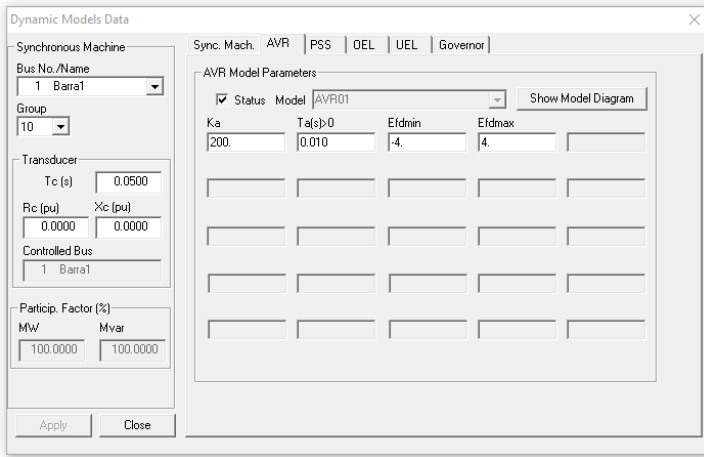 Dynamic Models Data
Synchronous Machine
Bus No./Name
1 Barra1
Group
10
Transducer
Tc (s) 0.0500
Rc (pu) Xc (pu)
0.0000 0.0000
Controlled Bus
1 Barra1
Particip. Factor (%)
MW Mvar
100.0000 100.0000
Apply Close
Sync. Mach. AVR PSS OEL UEL Governor
AVR Model Parameters
Status Model AVR01 Show Model Diagram
Ka Ta(s)>0 Efdmin Efdmax
200. 0.010 -4. 4.